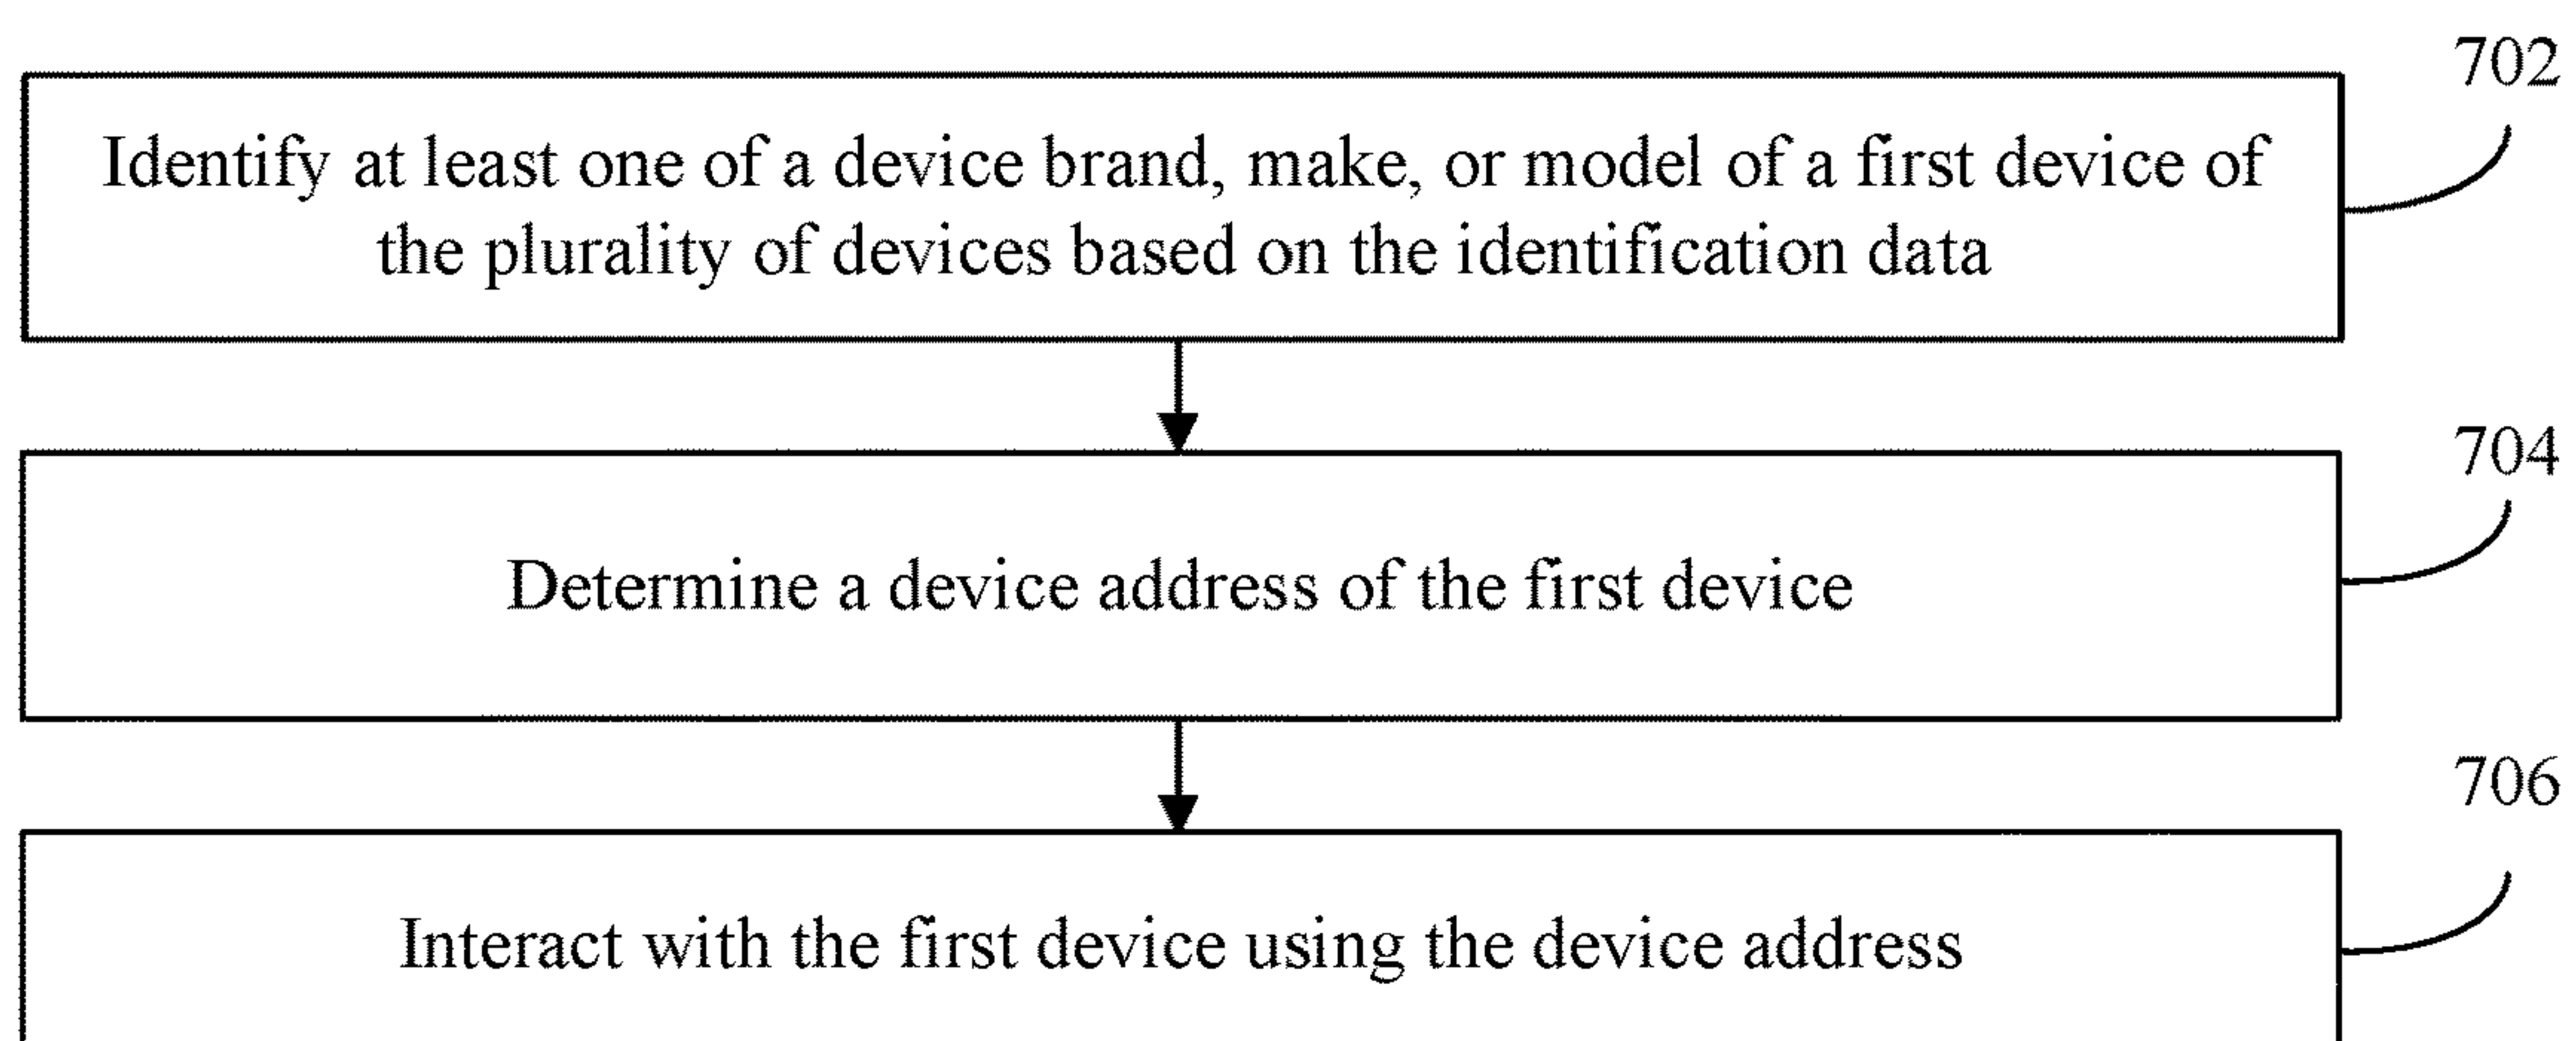 702
Identify at least one of a device brand, make, or model of a first device of
the plurality of devices based on the identification data
704
Determine a device address of the first device
706
Interact with the first device using the device address